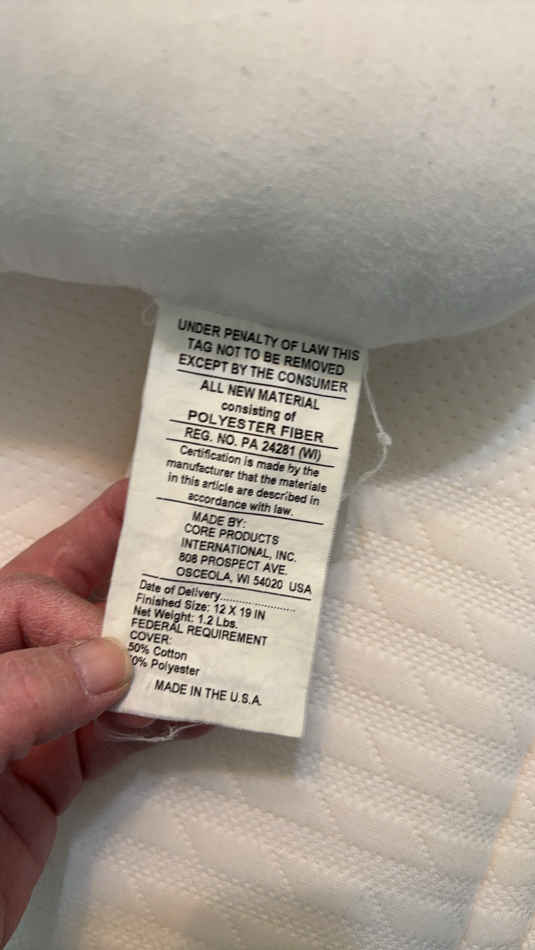 UNDER PENALTY OF LAW THIS
TAG NOT TO BE REMOVED
EXCEPT BY THE CONSUMER
ALL NEW MATERIAL
consisting of
POLYESTER FIBER
REG. NO. PA 24281 (WI)
Certification is made by the
manufacturer that the materials
in this article are described in
accordance with law.
MADE BY:
CORE PRODUCTS
INTERNATIONAL, INC.
808 PROSPECT AVE.
OSCEOLA, WI 54020 USA
Date of Delivery......................
Finished Size: 12 X 19 IN
Net Weight: 1.2 Lbs.
FEDERAL REQUIREMENT
COVER:
50% Cotton
0% Polyaster
MADE IN THE U.S.A.